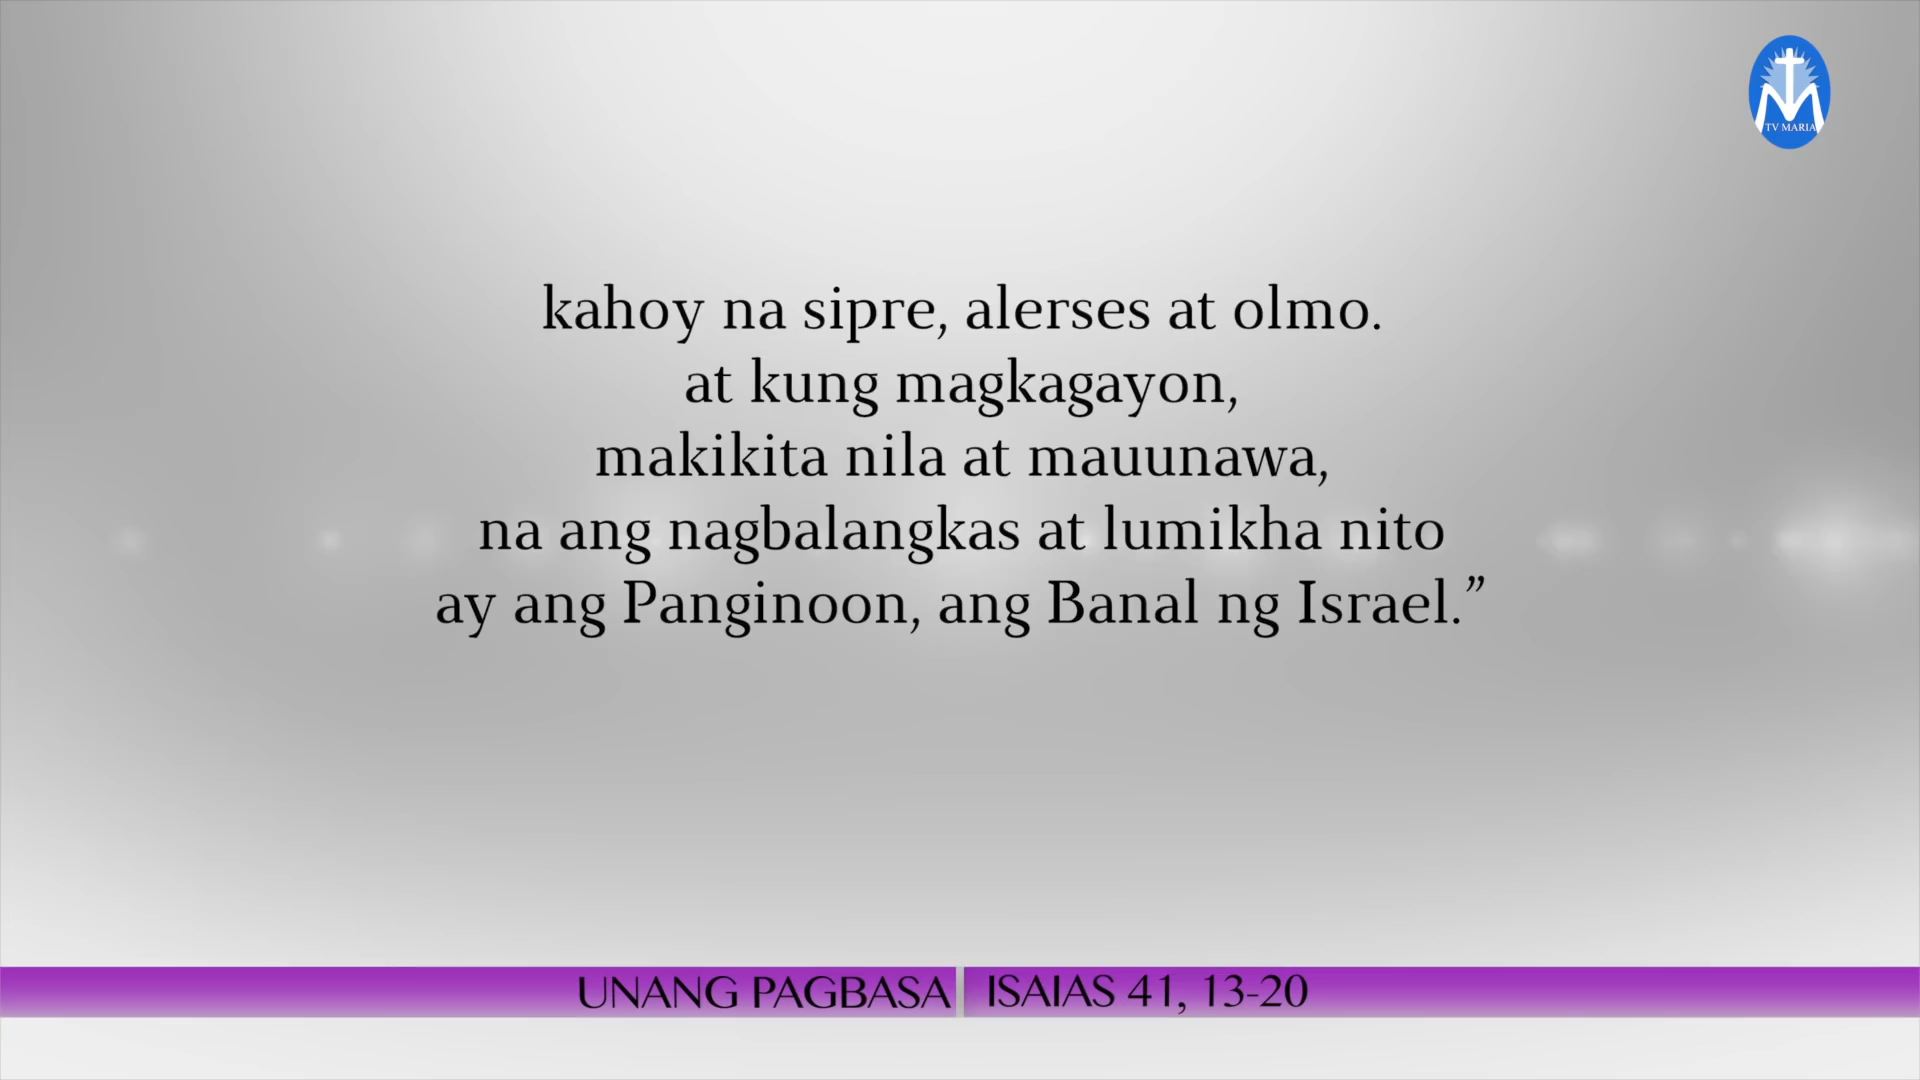 TV MARIA
kahoy na sipre, alerses at olmo.
at kung magkagayon,
makikita nila at mauunawa,
na ang nagbalangkas at lumikha nito
ay ang Panginoon, ang Banal ng Israel.”
UNANG PAGBASA ISAIAS 41, 13-20